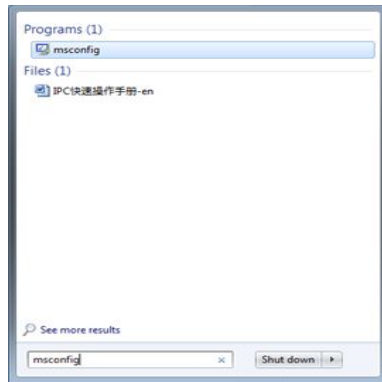 Programs (1)
msconfig
Files (1)
IPC快速操作手册-en
See more results
msconfig
Shut down